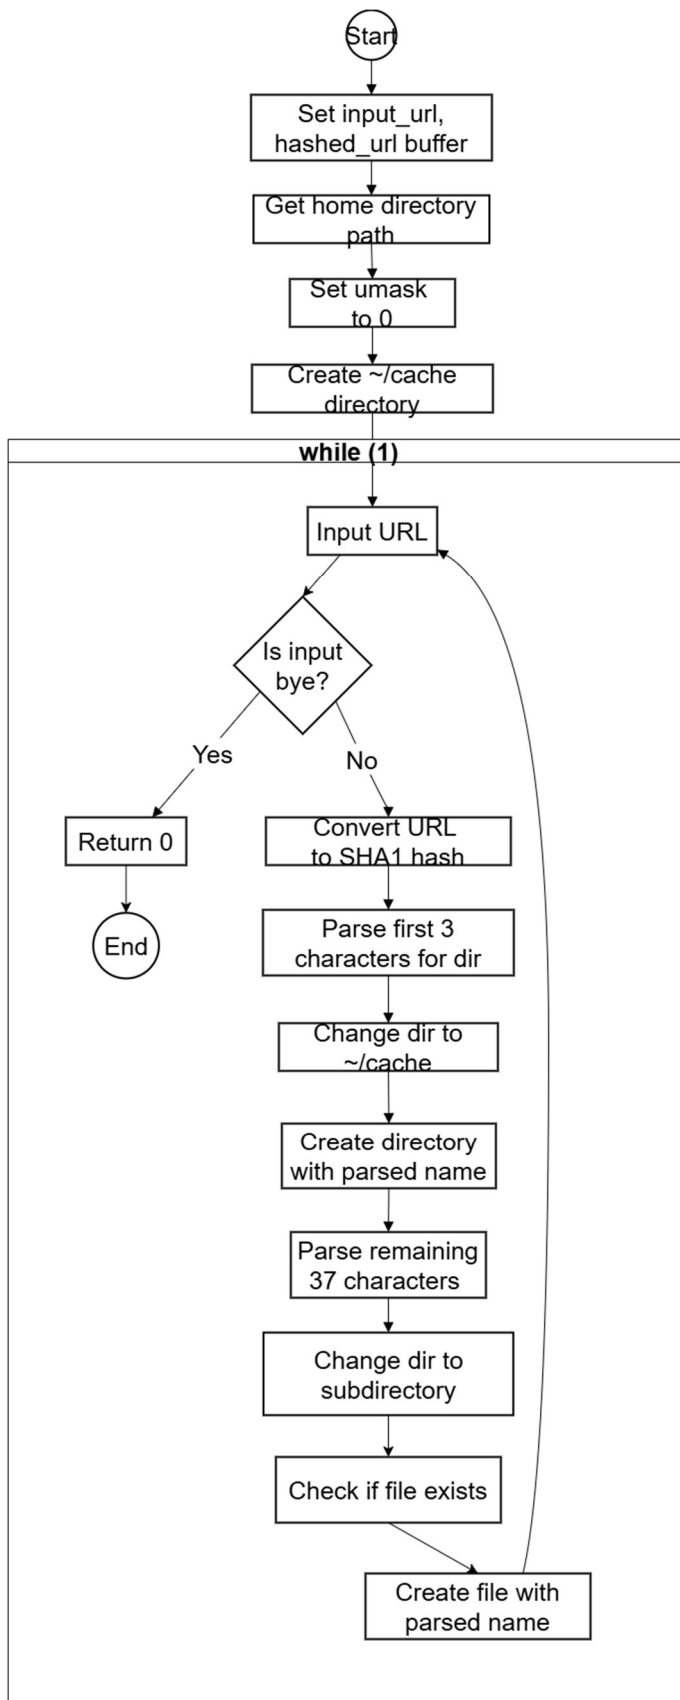 Start
Set input_url,
hashed_url buffer
Get home directory
path
Set umask
to 0
Create ~/cache
directory
while (1)
Input URL
Is input
bye?
Yes
No
Return 0
Convert URL
to SHA1 hash
End
Parse first 3
characters for dir
Change dir to
~/cache
Create directory
with parsed name
Parse remaining
37 characters
Change dir to
subdirectory
Check if file exists
Create file with
parsed name